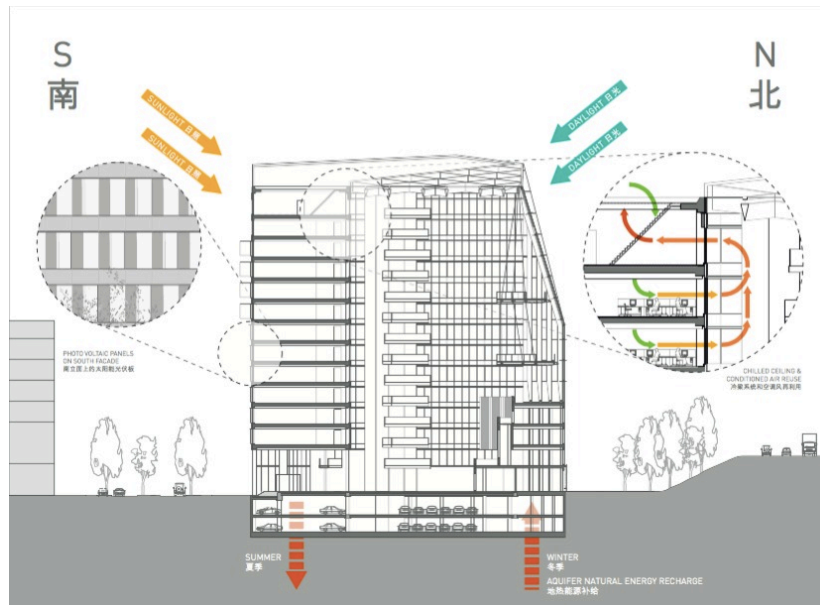 S
南
N
北
SUNLIGHT 日照
SUNLIGHT 日照
DAYLIGHT 日光
DAYLIGHT 日光
PHOTO VOLTAIC PANELS
ON SOUTH FACADE
南立面上的太阳能光伏板
CHILLED CEILING &
CONDITIONED AIR REUSE
冷梁系统和空调风再利用
SUMMER
夏季
WINTER
冬季
AQUIFER NATURAL ENERGY RECHARGE
地热能源补给